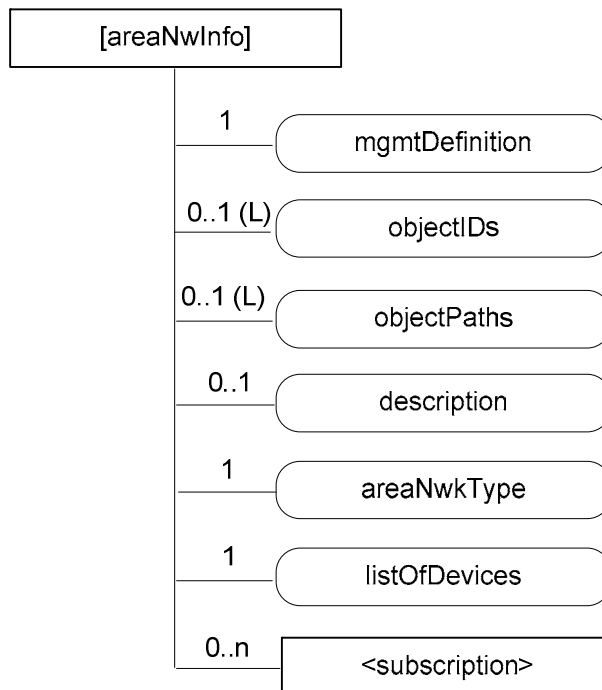 [areaNwInfo]
1
mgmtDefinition
0..1 (L)
objectIDs
0..1 (L)
objectPaths
0..1
description
1
areaNwkType
1
listOfDevices
0..n
<subscription>